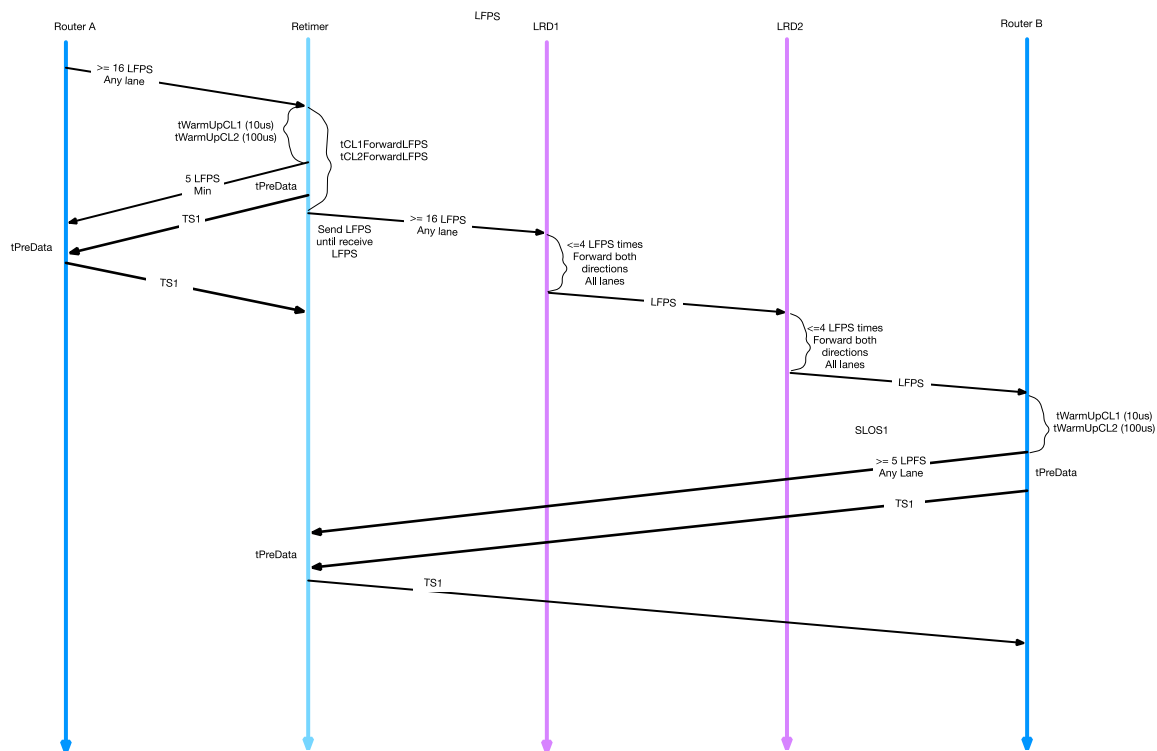 LFPS
Router A
Retimer
LRD1
LRD2
Router B
>= 16 LFPS
Any lane
tWarmUpCL1 (10us)
tWarmUpCL2 (100us)
tCL1ForwardLFPS
tCL2ForwardLFPS
5 LFPS
Min
tPreData
TS1
>= 16 LFPS
Any lane
Send LFPS
until receive
LFPS
tPreData
<=4 LFPS times
Forward both
directions
All lanes
TS1
LFPS
<=4 LFPS times
Forward both
directions
All lanes
LFPS
tWarmUpCL1 (10us)
tWarmUpCL2 (100us)
SLOS1
>= 5 LPFS
Any Lane
tPreData
TS1
tPreData
TS1